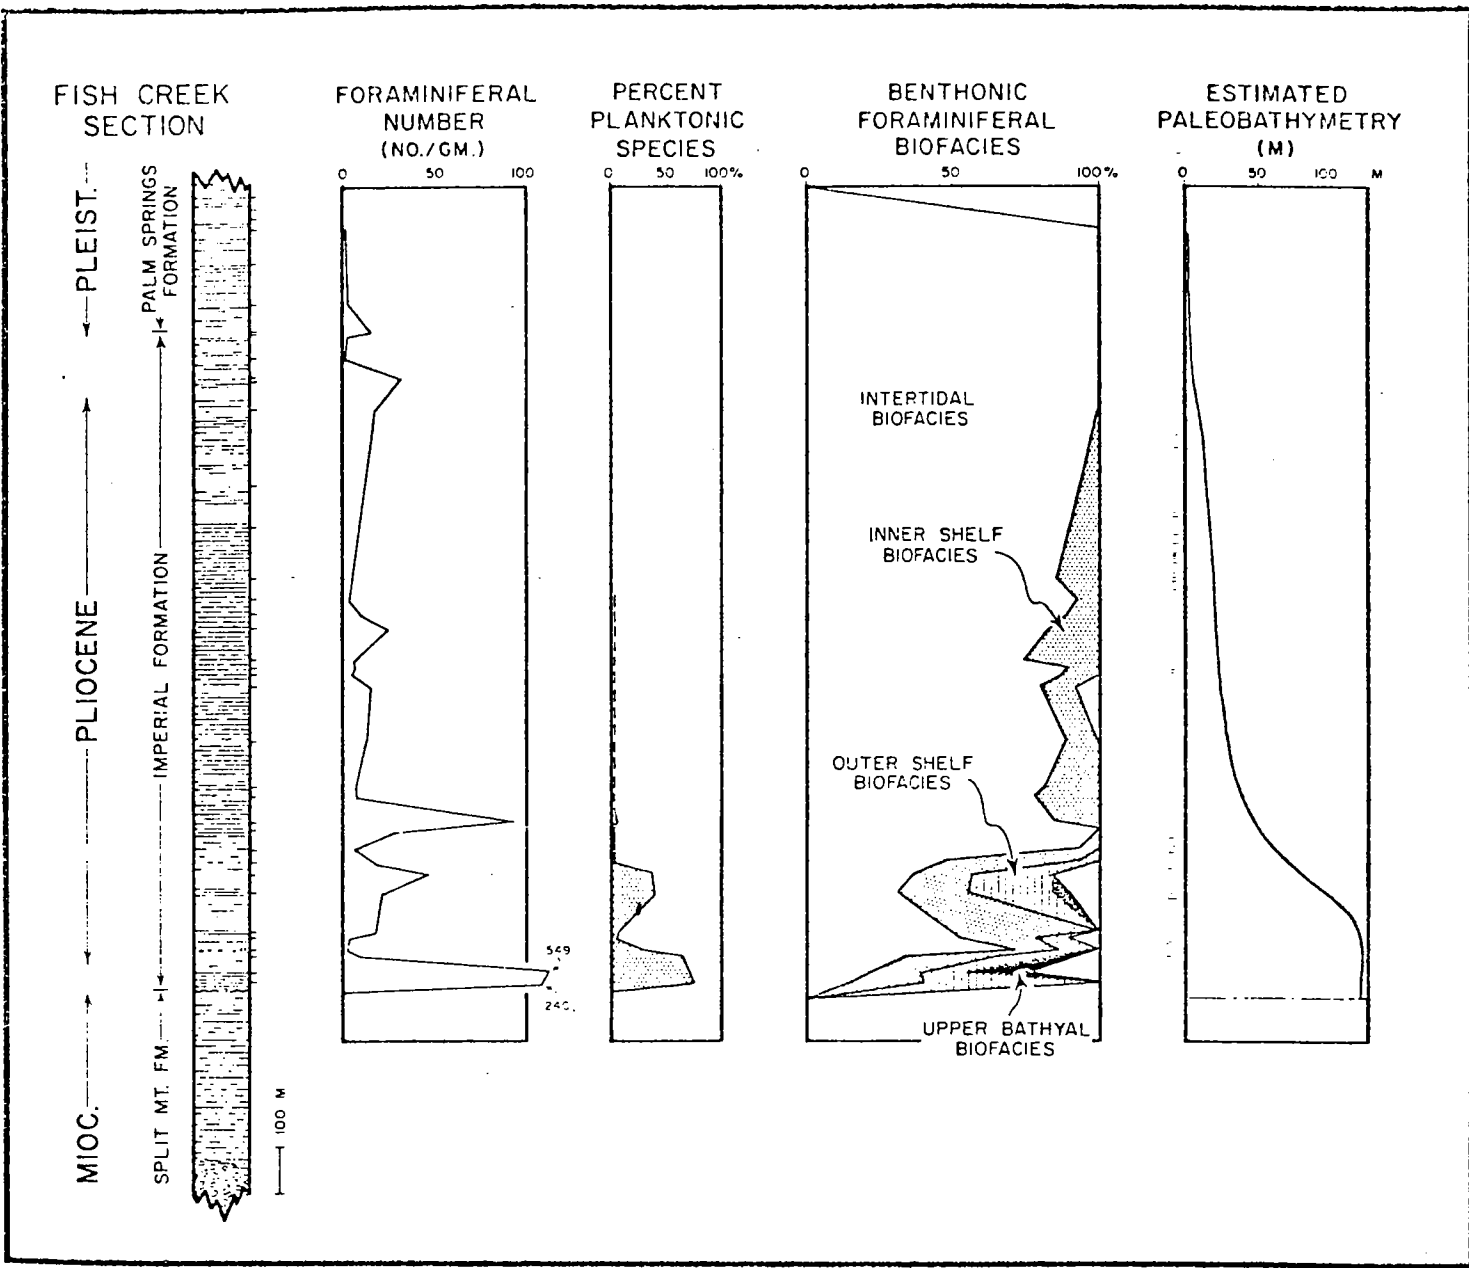 FISH CREEK
SECTION
FORAMINIFERAL
NUMBER
(NO./GM.)
PERCENT
PLANKTONIC
SPECIES
BENTHONIC
FORAMINIFERAL
BIOFACIES
ESTIMATED
PALEOBATHYMETRY
(M)
0 50 100
0 50 100%
0 50 100%
0 50 100 M
PLEIST.
PLIOCENE
MIOC.
PALM SPRINGS
FORMATION
IMPERIAL FORMATION
SPLIT MT. FM.
100 M
549
INTERTIDAL
BIOFACIES
INNER SHELF
BIOFACIES
OUTER SHELF
BIOFACIES
UPPER BATHYAL
BIOFACIES